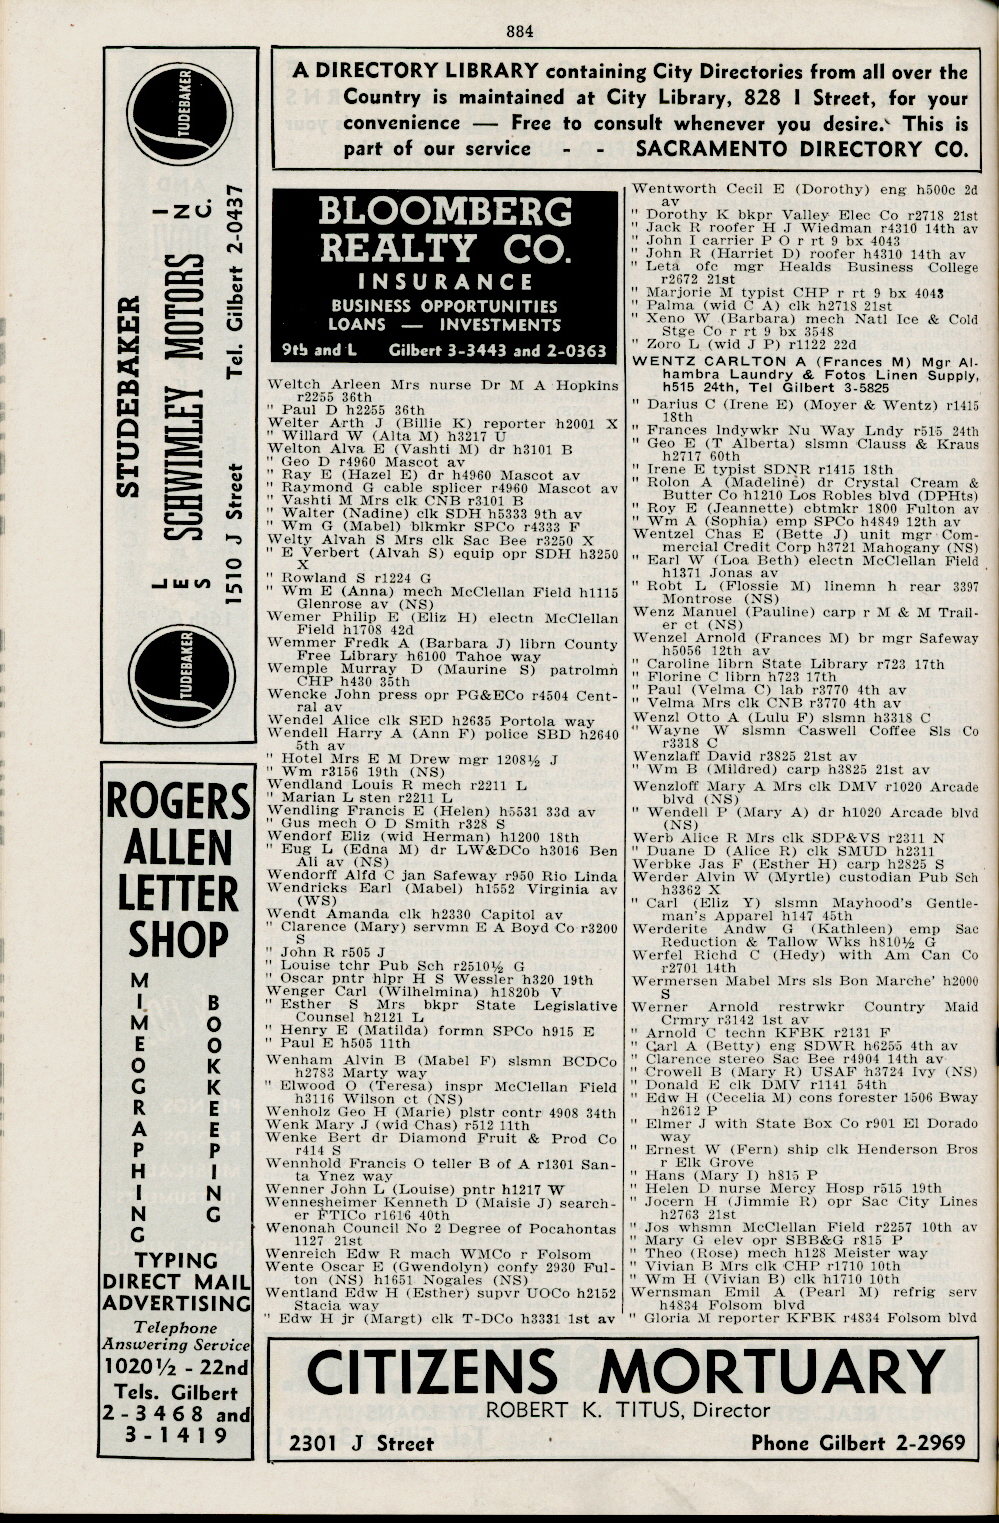 884
A DIRECTORY LIBRARY containing City Directories from all over the
Country is maintained at City Library, 828 I Street, for your
convenience — Free to consult whenever you desire. This is
part of our service - - SACRAMENTO DIRECTORY CO.
STUDEBAKER
STUDEBAKER
LES SCHWIMLEY MOTORS INC.
1510 J Street Tel. Gilbert 2-0437
STUDEBAKER
ROGERS
ALLEN
LETTER
SHOP
MIMEOGRAPHING
BOOKKEEPING
TYPING
DIRECT MAIL
ADVERTISING
Telephone
Answering Service
1020½ - 22nd
Tels. Gilbert
2-3468 and
3-1419
BLOOMBERG
REALTY CO.
INSURANCE
BUSINESS OPPORTUNITIES
LOANS — INVESTMENTS
9th and L Gilbert 3-3443 and 2-0363
Weltch Arleen Mrs nurse Dr M A Hopkins
r2255 36th
" Paul D h2255 36th
Welter Arth J (Billie K) reporter h2001 X
" Willard W (Alta M) h3217 U
Welton Alva E (Vashti M) dr h3101 B
" Geo D r4960 Mascot av
" Ray E (Hazel E) dr h4960 Mascot av
" Raymond G cable splicer r4960 Mascot av
" Vashti M Mrs clk CNB r3101 B
" Walter (Nadine) clk SDH h5333 9th av
" Wm G (Mabel) blkmkr SPCo r4333 F
Welty Alvah S Mrs clk Sac Bee r3250 X
" E Verbert (Alvah S) equip opr SDH h3250
X
" Rowland S r1224 G
" Wm E (Anna) mech McClellan Field h1115
Glenrose av (NS)
Wemer Philip E (Eliz H) electn McClellan
Field h1708 42d
Wemmer Fredk A (Barbara J) librn County
Free Library h6100 Tahoe way
Wemple Murray D (Maurine S) patrolmn
CHP h430 35th
Wencke John press opr PG&ECo r4504 Cent-
ral av
Wendel Alice clk SED h2635 Portola way
Wendell Harry A (Ann F) police SBD h2640
5th av
" Hotel Mrs E M Drew mgr 1208½ J
" Wm r3156 19th (NS)
Wendland Louis R mech r2211 L
" Marian L sten r2211 L
Wendling Francis E (Helen) h5531 33d av
" Gus mech O D Smith r328 S
Wendorf Eliz (wid Herman) h1200 18th
" Eug L (Edna M) dr LW&DCo h3016 Ben
Ali av (NS)
Wendorff Alfd C jan Safeway r950 Rio Linda
Wendricks Earl (Mabel) h1552 Virginia av
(WS)
Wendt Amanda clk h2330 Capitol av
" Clarence (Mary) servmn E A Boyd Co r3200
S
" John R r505 J
" Louise tchr Pub Sch r2510½ G
" Oscar pntr hlpr H S Wessler h320 19th
Wenger Carl (Wilhelmina) h1820b V
" Esther S Mrs bkpr State Legislative
Counsel h2121 L
" Henry E (Matilda) formn SPCo h915 E
" Paul E h505 11th
Wenham Alvin B (Mabel F) slsmn BCDCo
h2783 Marty way
" Elwood O (Teresa) inspr McClellan Field
h3116 Wilson ct (NS)
Wenholz Geo H (Marie) plstr contr 4908 34th
Wenk Mary J (wid Chas) r512 11th
Wenke Bert dr Diamond Fruit & Prod Co
r414 S
Wennhold Francis O teller B of A r1301 San-
ta Ynez way
Wenner John L (Louise) pntr h1217 W
Wennesheimer Kenneth D (Maisie J) search-
er FTICo r1616 40th
Wenonah Council No 2 Degree of Pocahontas
1127 21st
Wenreich Edw R mach WMCo r Folsom
Wente Oscar E (Gwendolyn) confy 2930 Ful-
ton (NS) h1651 Nogales (NS)
Wentland Edw H (Esther) supvr UOCo h2152
Stacia way
" Edw H jr (Margt) clk T-DCo h3331 1st av
Wentworth Cecil E (Dorothy) eng h500c 2d
av
" Dorothy K bkpr Valley Elec Co r2718 21st
" Jack R roofer H J Wiedman r4310 14th av
" John I carrier P O r rt 9 bx 4043
" John R (Harriet D) roofer h4310 14th av
" Leta ofc mgr Healds Business College
r2672 21st
" Marjorie M typist CHP r rt 9 bx 4043
" Palma (wid C A) clk h2718 21st
" Xeno W (Barbara) mech Natl Ice & Cold
Stge Co r rt 9 bx 3548
" Zoro L (wid J P) r1122 22d
WENTZ CARLTON A (Frances M) Mgr Al-
hambra Laundry & Fotos Linen Supply,
h515 24th, Tel Gilbert 3-5825
" Darius C (Irene E) (Moyer & Wentz) r1415
18th
" Frances lndywkr Nu Way Lndy r515 24th
" Geo E (T Alberta) slsmn Clauss & Kraus
h2717 60th
" Irene E typist SDNR r1415 18th
" Rolon A (Madeline) dr Crystal Cream &
Butter Co h1210 Los Robles blvd (DPHts)
" Roy E (Jeannette) cbtmkr 1800 Fulton av
" Wm A (Sophia) emp SPCo h4849 12th av
Wentzel Chas E (Bette J) unit mgr Com-
mercial Credit Corp h3721 Mahogany (NS)
" Earl W (Loa Beth) electn McClellan Field
h1371 Jonas av
" Robt L (Flossie M) linemn h rear 3397
Montrose (NS)
Wenz Manuel (Pauline) carp r M & M Trail-
er ct (NS)
Wenzel Arnold (Frances M) br mgr Safeway
h5056 12th av
" Caroline librn State Library r723 17th
" Florine C librn h723 17th
" Paul (Velma C) lab r3770 4th av
" Velma Mrs clk CNB r3770 4th av
Wenzl Otto A (Lulu F) slsmn h3318 C
" Wayne W slsmn Caswell Coffee Sls Co
r3318 C
Wenzlaff David r3825 21st av
" Wm B (Mildred) carp h3825 21st av
Wenzloff Mary A Mrs clk DMV r1020 Arcade
blvd (NS)
" Wendell P (Mary A) dr h1020 Arcade blvd
(NS)
Werb Alice R Mrs clk SDP&VS r2311 N
" Duane D (Alice R) clk SMUD h2311
Werbke Jas F (Esther H) carp h2825 S
Werder Alvin W (Myrtle) custodian Pub Sch
h3362 X
" Carl (Eliz Y) slsmn Mayhood's Gentle-
man's Apparel h147 45th
Werderite Andw G (Kathleen) emp Sac
Reduction & Tallow Wks h810½ G
Werfel Richd C (Hedy) with Am Can Co
r2701 14th
Wermersen Mabel Mrs sls Bon Marche' h2000
S
Werner Arnold restrwkr Country Maid
Crmry r3142 1st av
" Arnold C techn KFBK r2131 F
" Carl A (Betty) eng SDWR h6255 4th av
" Clarence stereo Sac Bee r4904 14th av
" Crowell B (Mary R) USAF h3724 Ivy (NS)
" Donald E clk DMV r1141 54th
" Edw H (Cecelia M) cons forester 1506 Bway
h2612 P
" Elmer J with State Box Co r901 El Dorado
way
" Ernest W (Fern) ship clk Henderson Bros
r Elk Grove
" Hans (Mary I) h815 P
" Helen D nurse Mercy Hosp r515 19th
" Jocern H (Jimmie R) opr Sac City Lines
h2763 21st
" Jos whsmn McClellan Field r2257 10th av
" Mary G elev opr SBB&G r815 P
" Theo (Rose) mech h128 Meister way
" Vivian B Mrs clk CHP r1710 10th
" Wm H (Vivian B) clk h1710 10th
Wernsman Emil A (Pearl M) refrig serv
h4834 Folsom blvd
" Gloria M reporter KFBK r4834 Folsom blvd
CITIZENS MORTUARY
ROBERT K. TITUS, Director
2301 J Street Phone Gilbert 2-2969